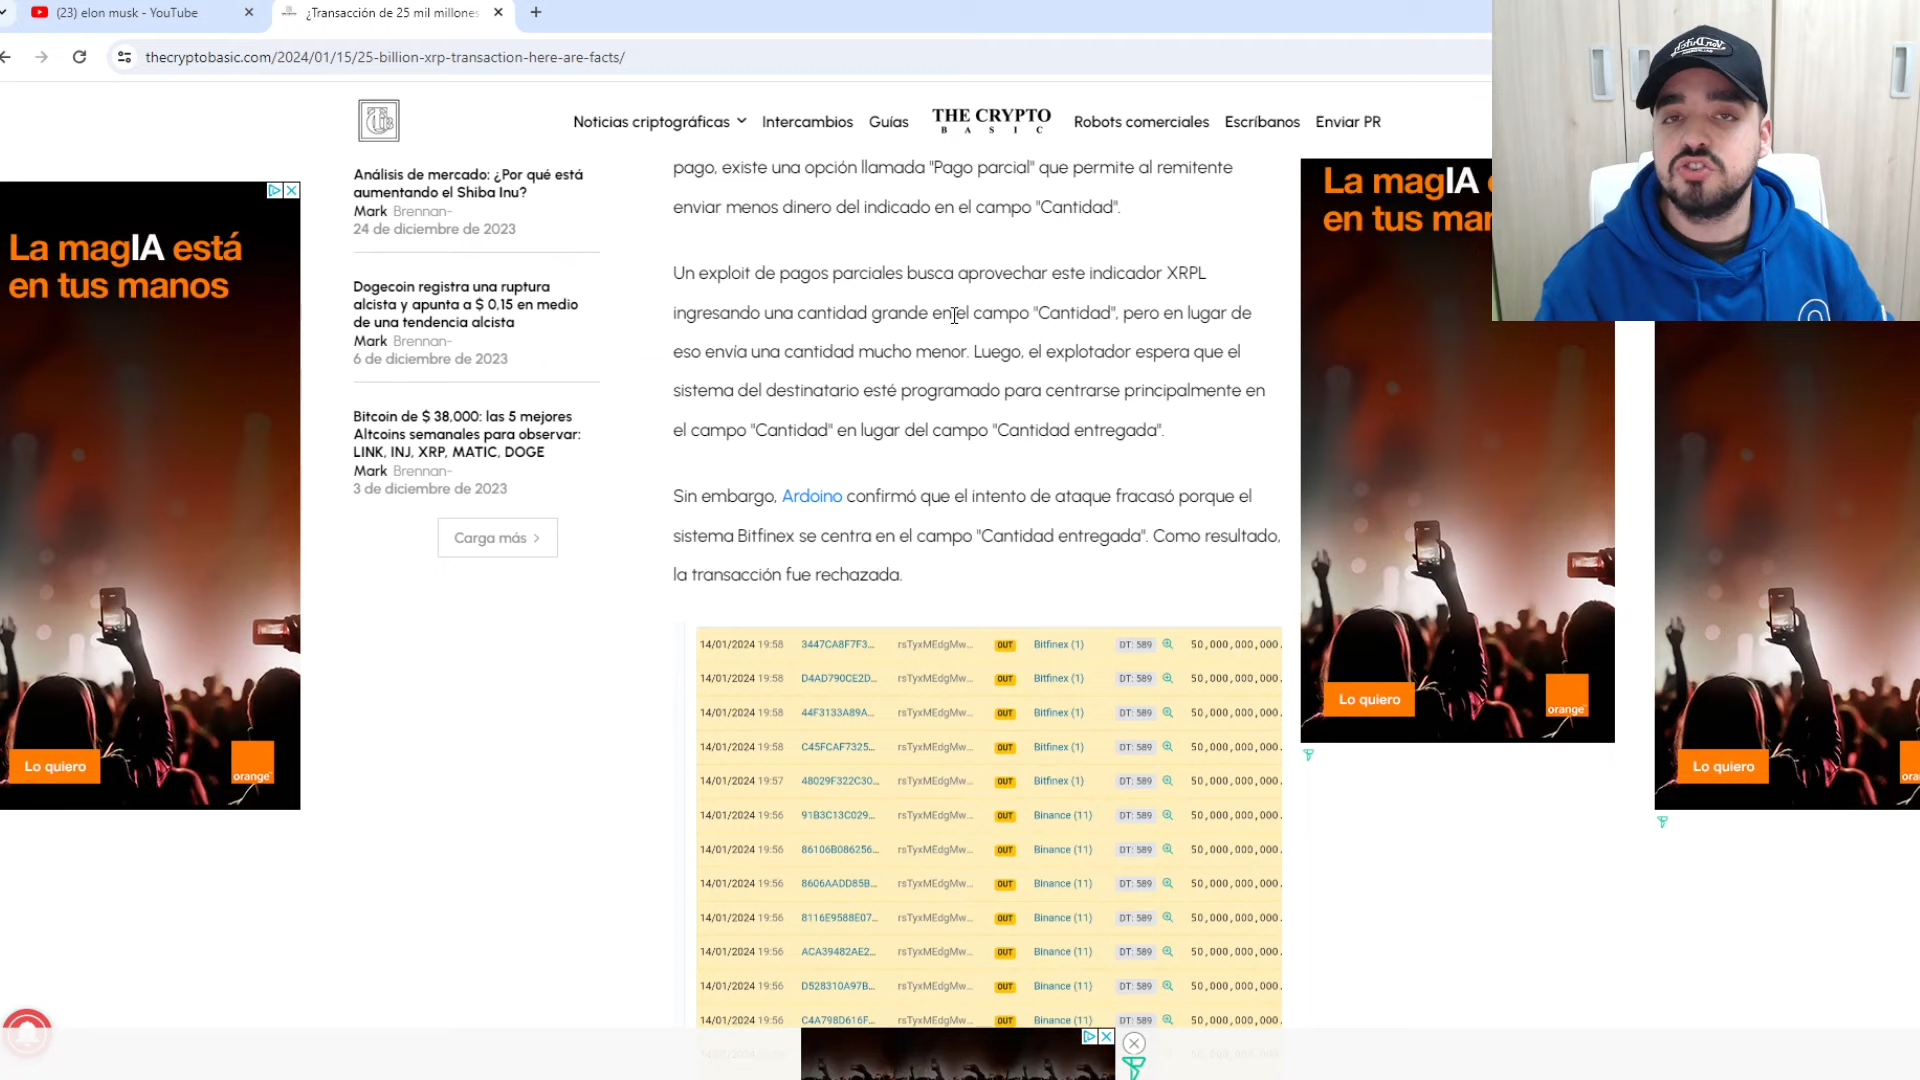 (23) elon musk - YouTube
¿Transacción de 25 mil millones
thecryptobasic.com/2024/01/15/25-billion-xrp-transaction-here-are-facts/
Noticias criptográficas
Intercambios
Guías
THE CRYPTO
BASIC
Robots comerciales
Escríbanos
Enviar PR
Análisis de mercado: ¿Por qué está
aumentando el Shiba Inu?
Mark Brennan-
24 de diciembre de 2023
Dogecoin registra una ruptura
alcista y apunta a $ 0,15 en medio
de una tendencia alcista
Mark Brennan-
6 de diciembre de 2023
Bitcoin de $ 38,000: las 5 mejores
Altcoins semanales para observar:
LINK, INJ, XRP, MATIC, DOGE
Mark Brennan-
3 de diciembre de 2023
Carga más
pago, existe una opción llamada "Pago parcial" que permite al remitente
enviar menos dinero del indicado en el campo "Cantidad".
Un exploit de pagos parciales busca aprovechar este indicador XRPL
ingresando una cantidad grande en el campo "Cantidad", pero en lugar de
eso envía una cantidad mucho menor. Luego, el explotador espera que el
sistema del destinatario esté programado para centrarse principalmente en
el campo "Cantidad" en lugar del campo "Cantidad entregada".
Sin embargo, Ardoino confirmó que el intento de ataque fracasó porque el
sistema Bitfinex se centra en el campo "Cantidad entregada". Como resultado,
la transacción fue rechazada.
14/01/2024 19:58 3447CA8F7F3... rsTyxMEdgMw... OUT Bitfinex (1) DT: 589 50,000,000,000.
14/01/2024 19:58 D4AD790CE2D... rsTyxMEdgMw... OUT Bitfinex (1) DT: 589 50,000,000,000.
14/01/2024 19:58 44F3133A89A... rsTyxMEdgMw... OUT Bitfinex (1) DT: 589 50,000,000,000.
14/01/2024 19:58 C45FCAF7325... rsTyxMEdgMw... OUT Bitfinex (1) DT: 589 50,000,000,000.
14/01/2024 19:57 48029F322C30... rsTyxMEdgMw... OUT Bitfinex (1) DT: 589 50,000,000,000.
14/01/2024 19:56 91B3C13C029... rsTyxMEdgMw... OUT Binance (11) DT: 589 50,000,000,000.
14/01/2024 19:56 86106B086256... rsTyxMEdgMw... OUT Binance (11) DT: 589 50,000,000,000.
14/01/2024 19:56 8606AADD85B... rsTyxMEdgMw... OUT Binance (11) DT: 589 50,000,000,000.
14/01/2024 19:56 8116E9588E07... rsTyxMEdgMw... OUT Binance (11) DT: 589 50,000,000,000.
14/01/2024 19:56 ACA39482AE2... rsTyxMEdgMw... OUT Binance (11) DT: 589 50,000,000,000.
14/01/2024 19:56 D528310A97B... rsTyxMEdgMw... OUT Binance (11) DT: 589 50,000,000,000.
14/01/2024 19:56 C4A798D616F... rsTyxMEdgMw... OUT Binance (11) DT: 589 50,000,000,000.
La magIA está
en tus manos
Lo quiero
orange
La magIA
en tus
Lo quiero
orange
Lo quiero